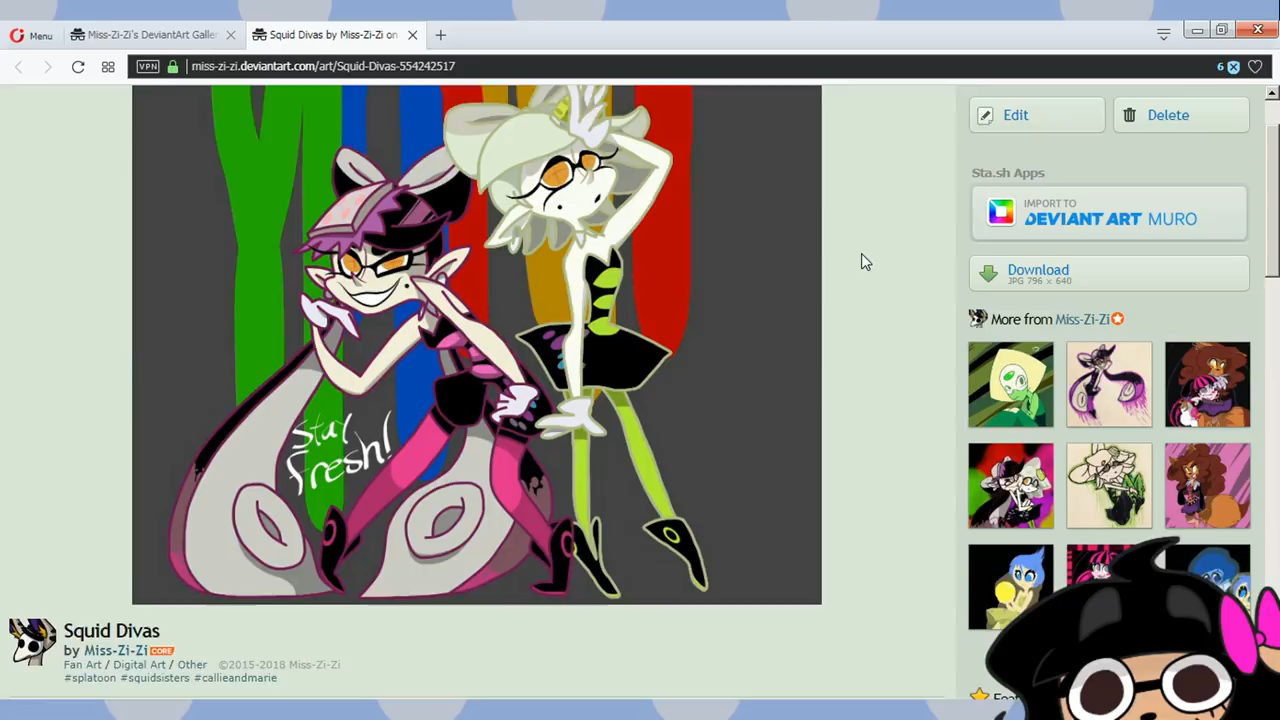 Menu
Miss-Zi-Zi's DeviantArt Galle
Squid Divas by Miss-Zi-Zi on
VPN
miss-zi-zi.deviantart.com/art/Squid-Divas-554242517
6
Edit
Delete
Sta.sh Apps
IMPORT TO
DEVIANT ART MURO
Download
JPG 796 × 640
More from Miss-Zi-Zi
Stay
fresh!
Squid Divas
by Miss-Zi-Zi CORE
Fan Art / Digital Art / Other ©2015-2018 Miss-Zi-Zi
#splatoon #squidsisters #callieandmarie